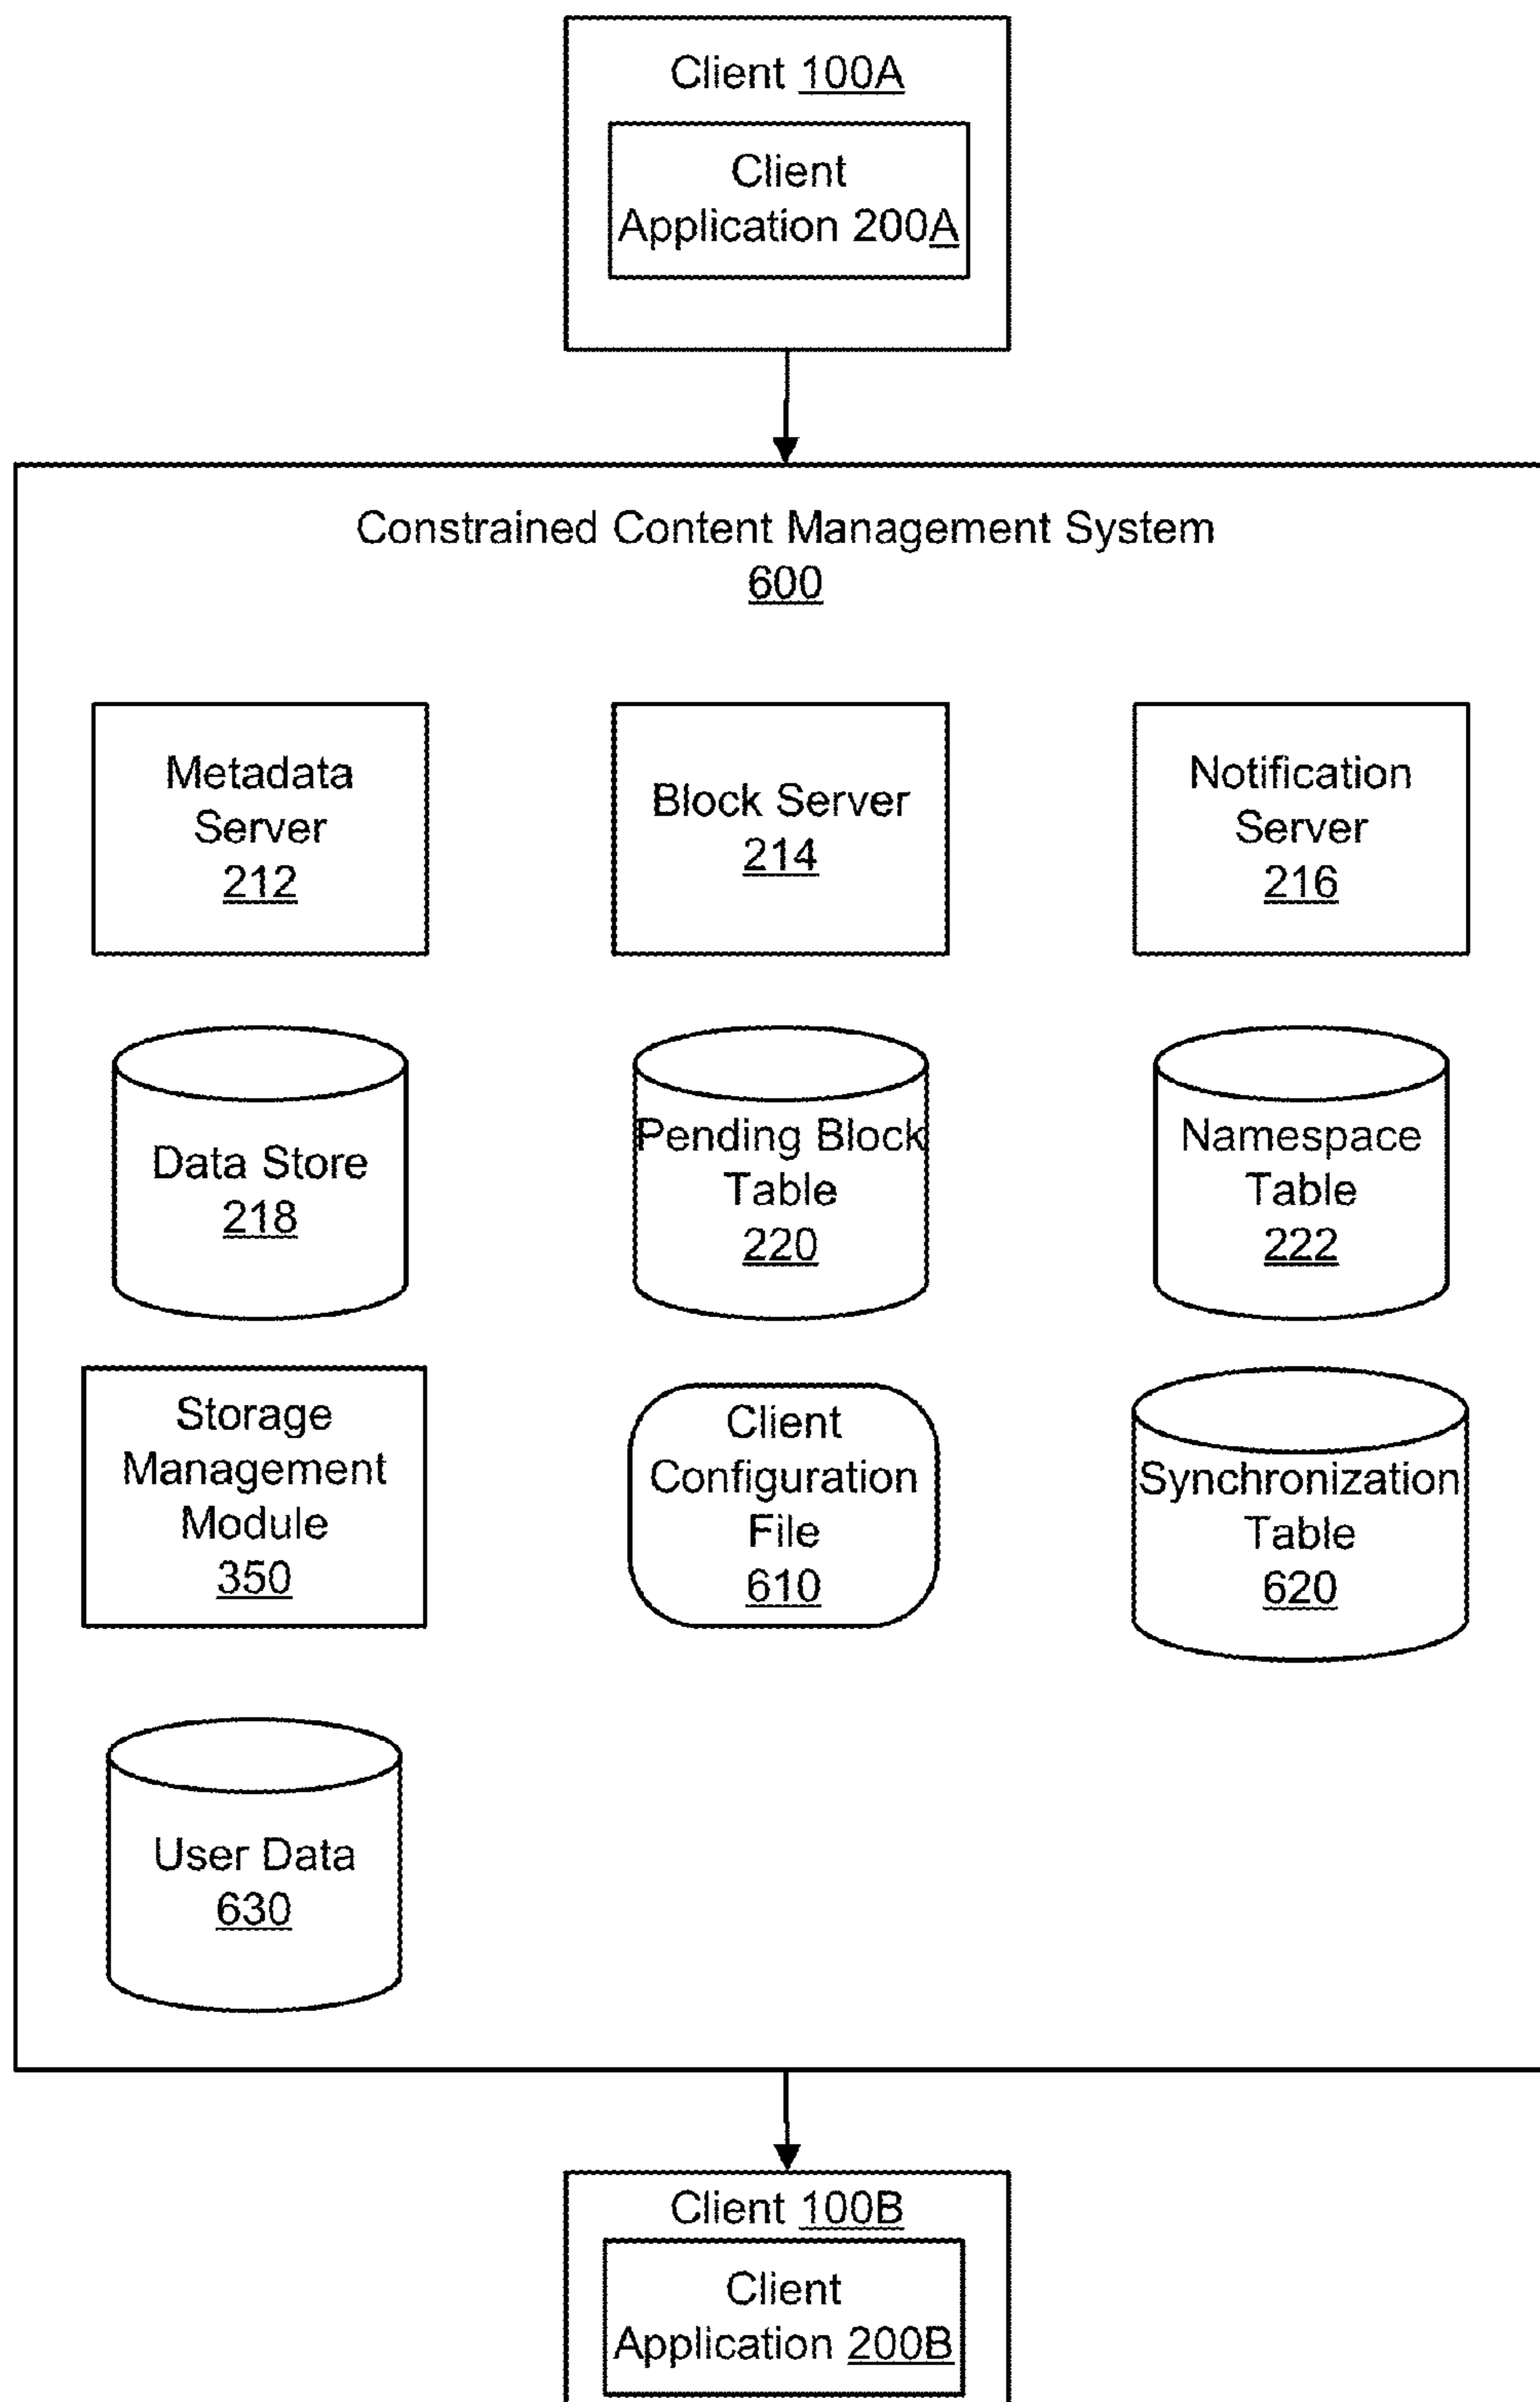 Client 100A
Client
Application 200A
Constrained Content Management System
600
Metadata
Server
212
Block Server
214
Notification
Server
216
Data Store
218
Pending Block
Table
220
Namespace
Table
222
Storage
Management
Module
350
Client
Configuration
File
610
Synchronization
Table
620
User Data
630
Client 100B
Client
Application 200B